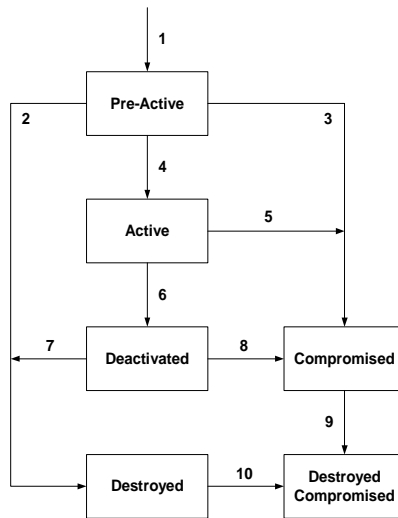 1
2
Pre-Active
3
4
Active
5
6
7
Deactivated
8
Compromised
9
Destroyed
10
Destroyed
Compromised